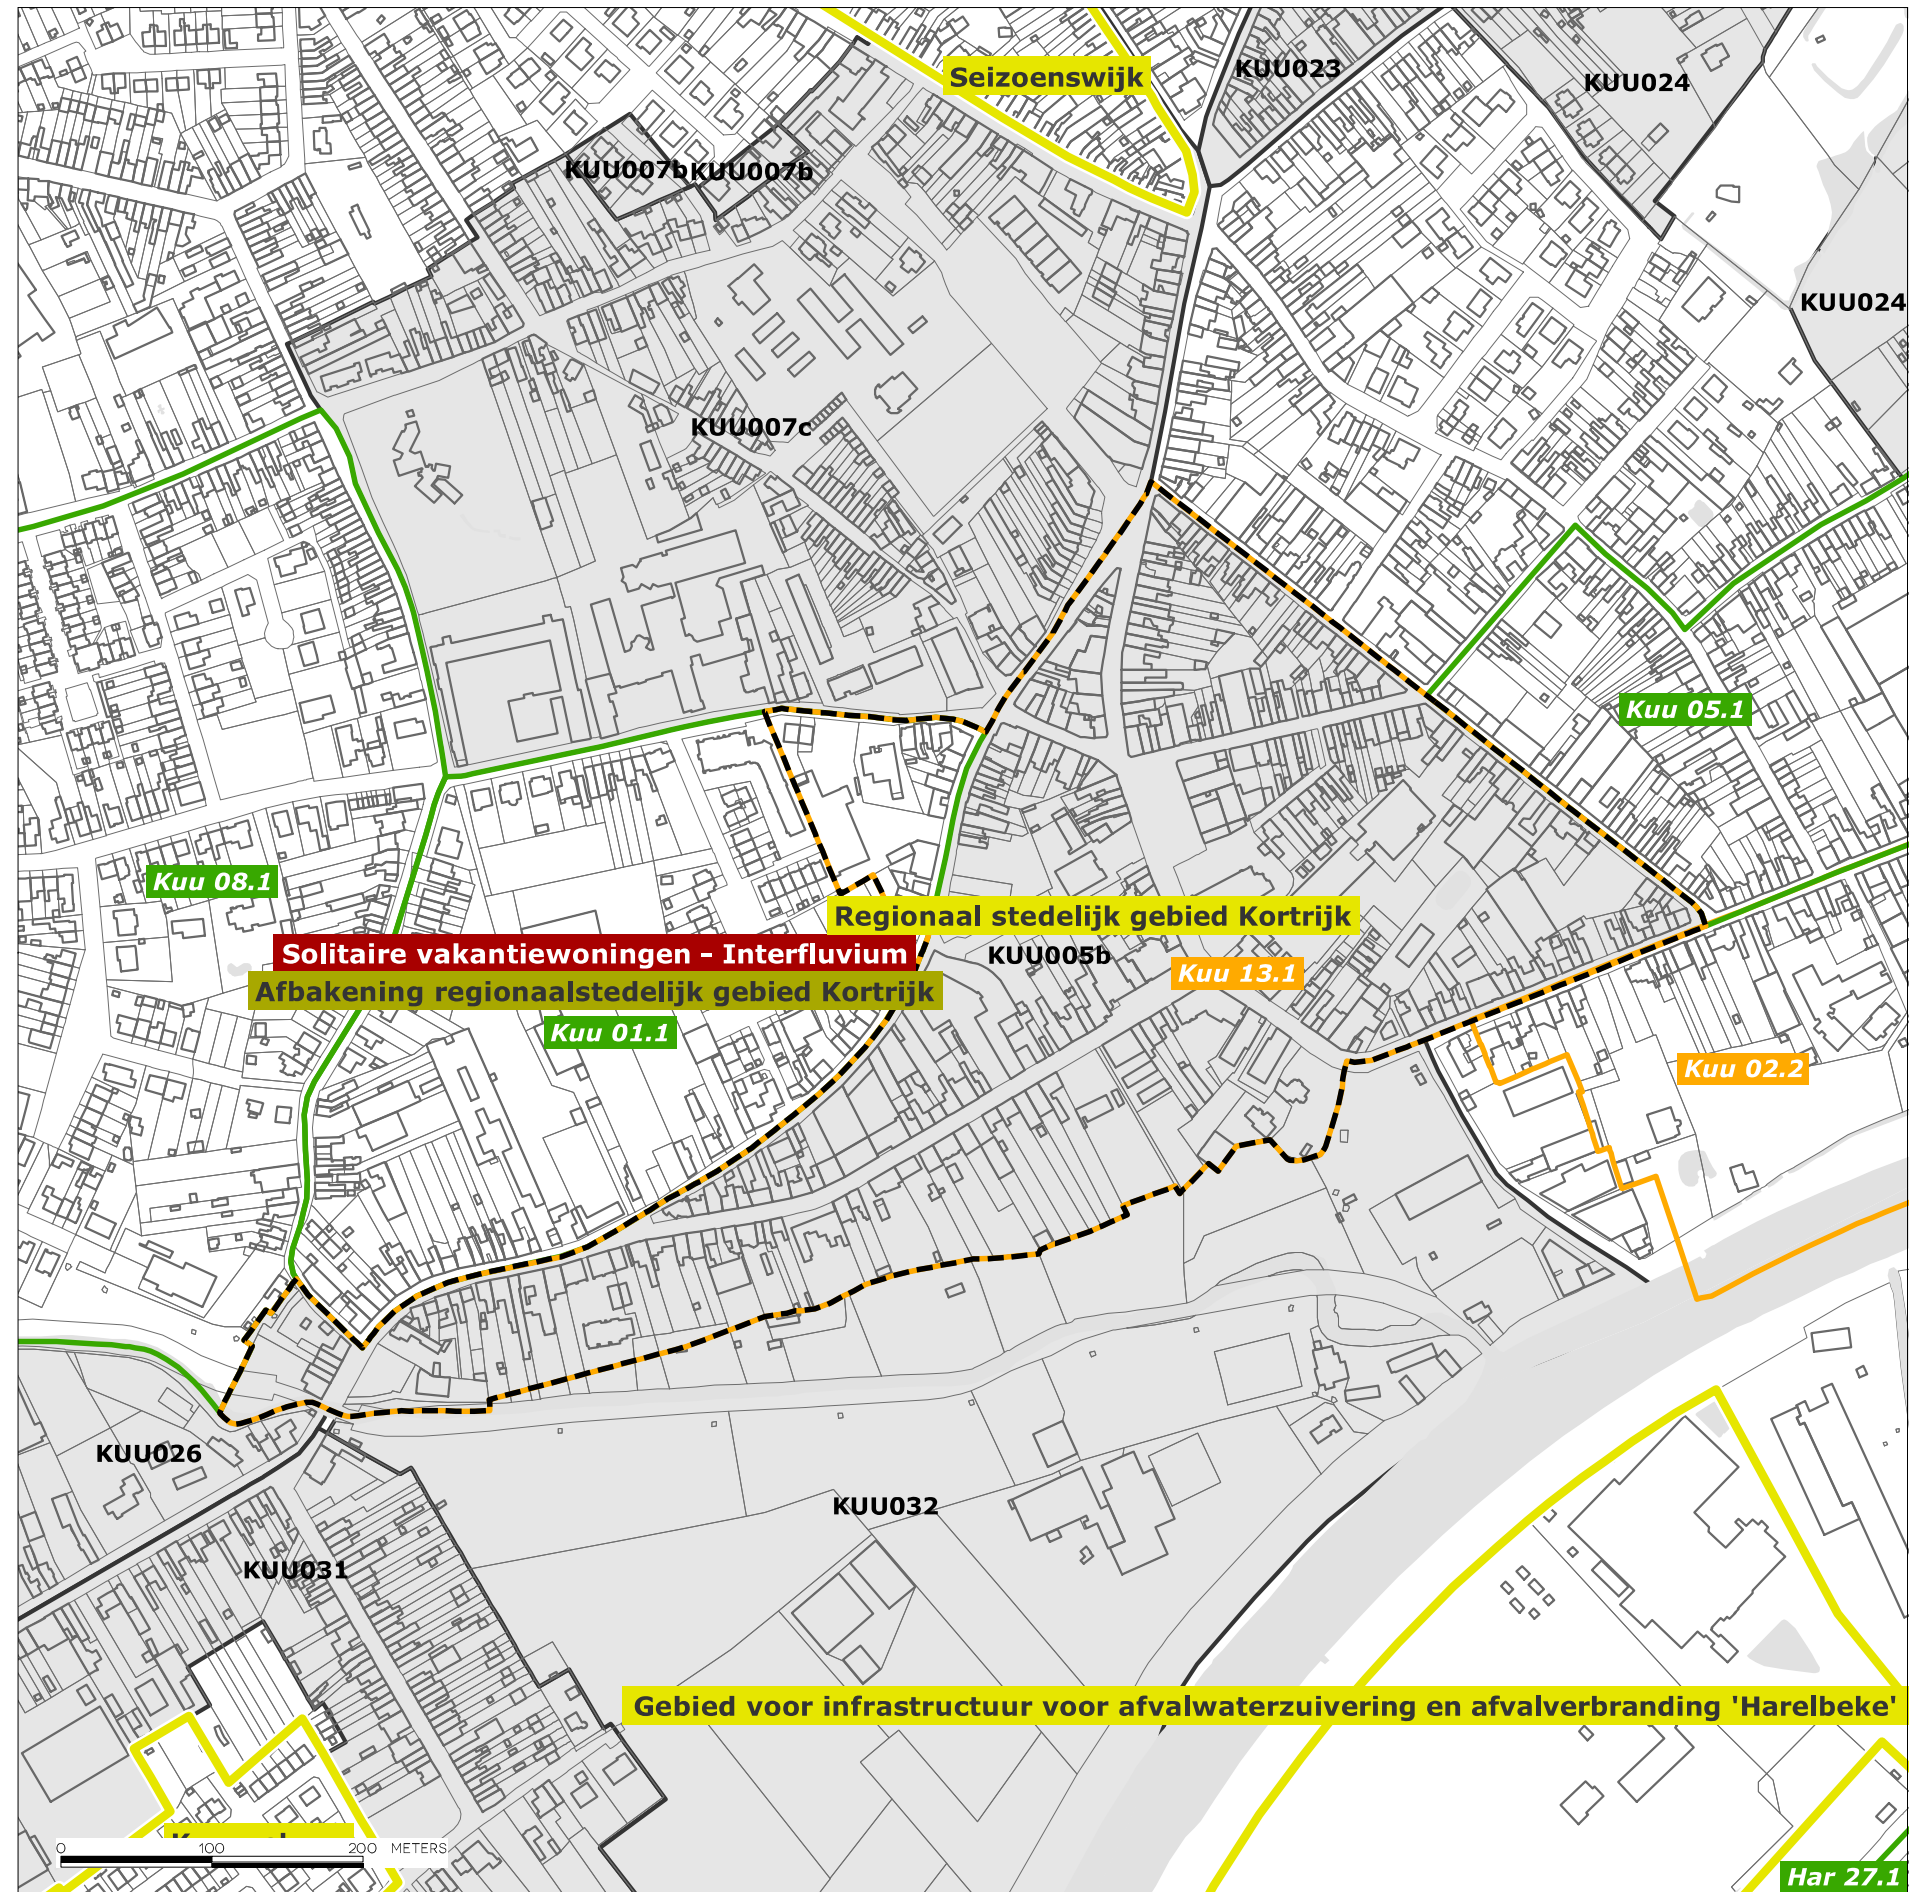 Seizoenswijk
KUU023
KUU024
KUU007b
KUU007b
KUU024
KUU007c
Kuu 05.1
Kuu 08.1
Regionaal stedelijk gebied Kortrijk
Solitaire vakantiewoningen - Interfluvium
KUU005b
Kuu 13.1
Afbakening regionaalstedelijk gebied Kortrijk
Kuu 01.1
Kuu 02.2
KUU026
KUU032
KUU031
Gebied voor infrastructuur voor afvalwaterzuivering en afvalverbranding 'Harelbeke'
0 100 200 METERS
Har 27.1